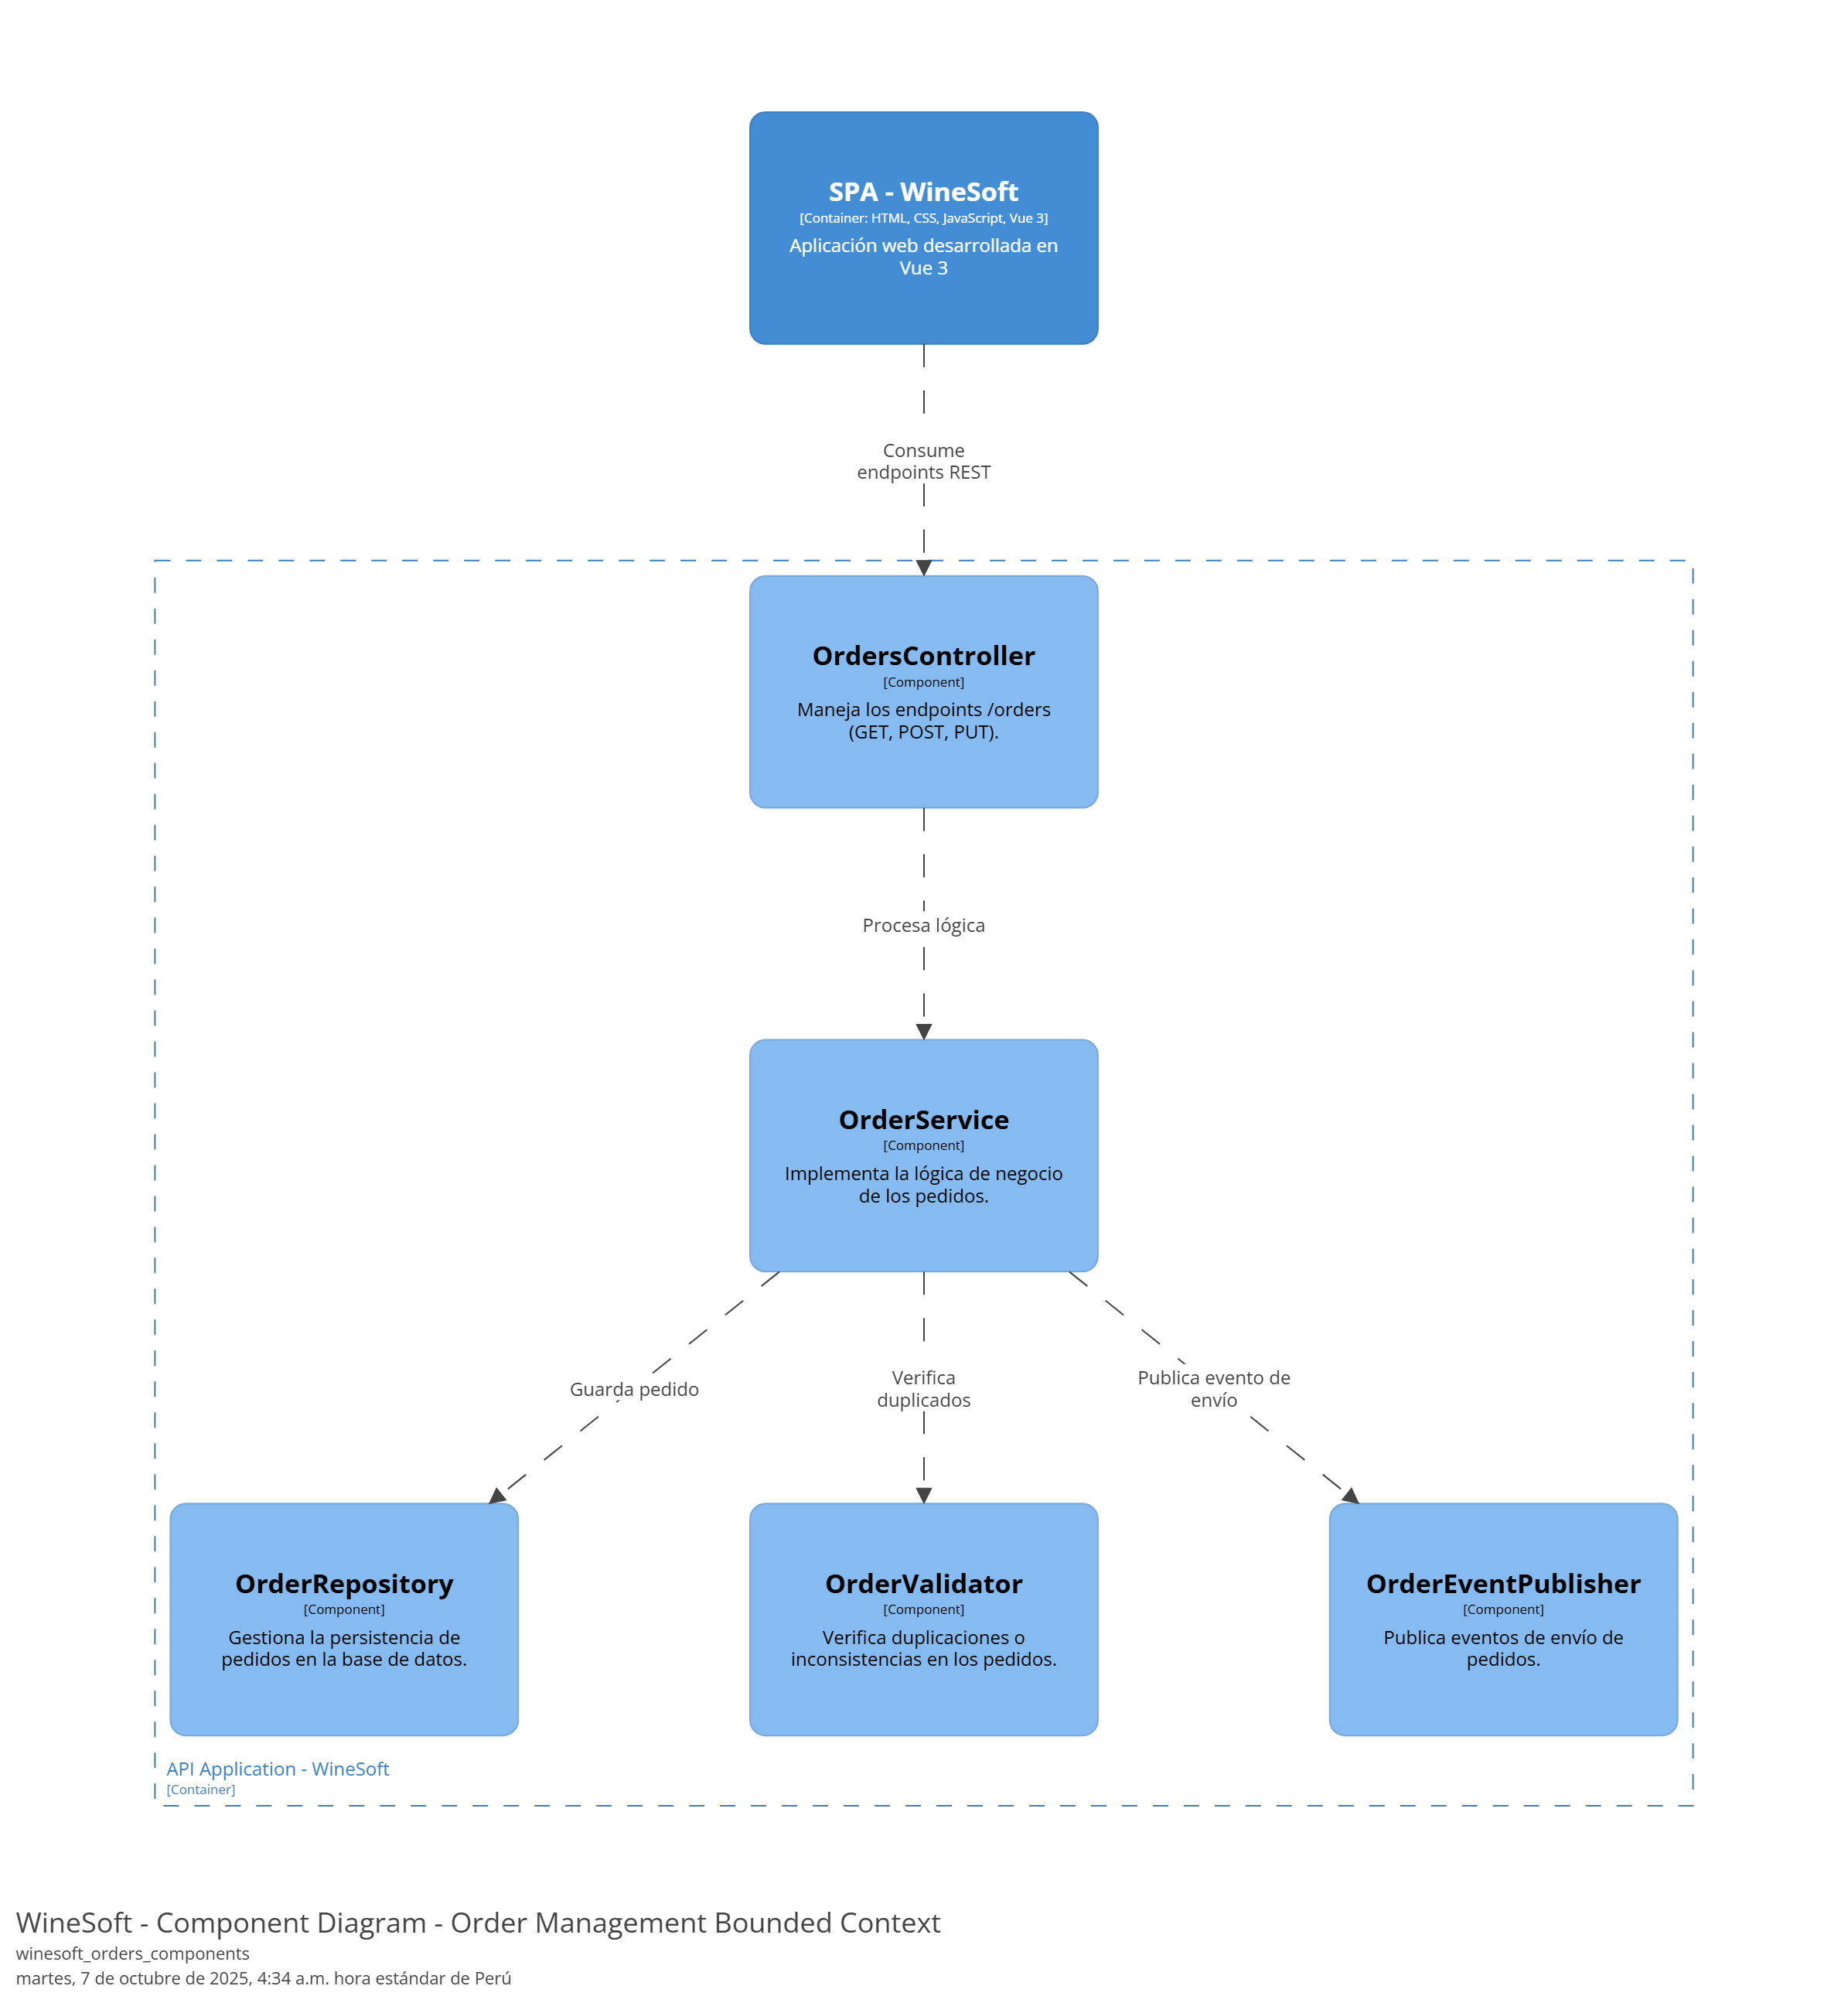 SPA - WineSoft
[Container: HTML, CSS, JavaScript, Vue 3]
Aplicación web desarrollada en
Vue 3
Consume
endpoints REST
OrdersController
[Component]
Maneja los endpoints /orders
(GET, POST, PUT).
Procesa lógica
OrderService
[Component]
Implementa la lógica de negocio
de los pedidos.
Guarda pedido
Verifica
duplicados
Publica evento de
envío
OrderRepository
[Component]
Gestiona la persistencia de
pedidos en la base de datos.
OrderValidator
[Component]
Verifica duplicaciones o
inconsistencias en los pedidos.
OrderEventPublisher
[Component]
Publica eventos de envío de
pedidos.
API Application - WineSoft
[Container]
WineSoft - Component Diagram - Order Management Bounded Context
winesoft_orders_components
martes, 7 de octubre de 2025, 4:34 a.m. hora estándar de Perú